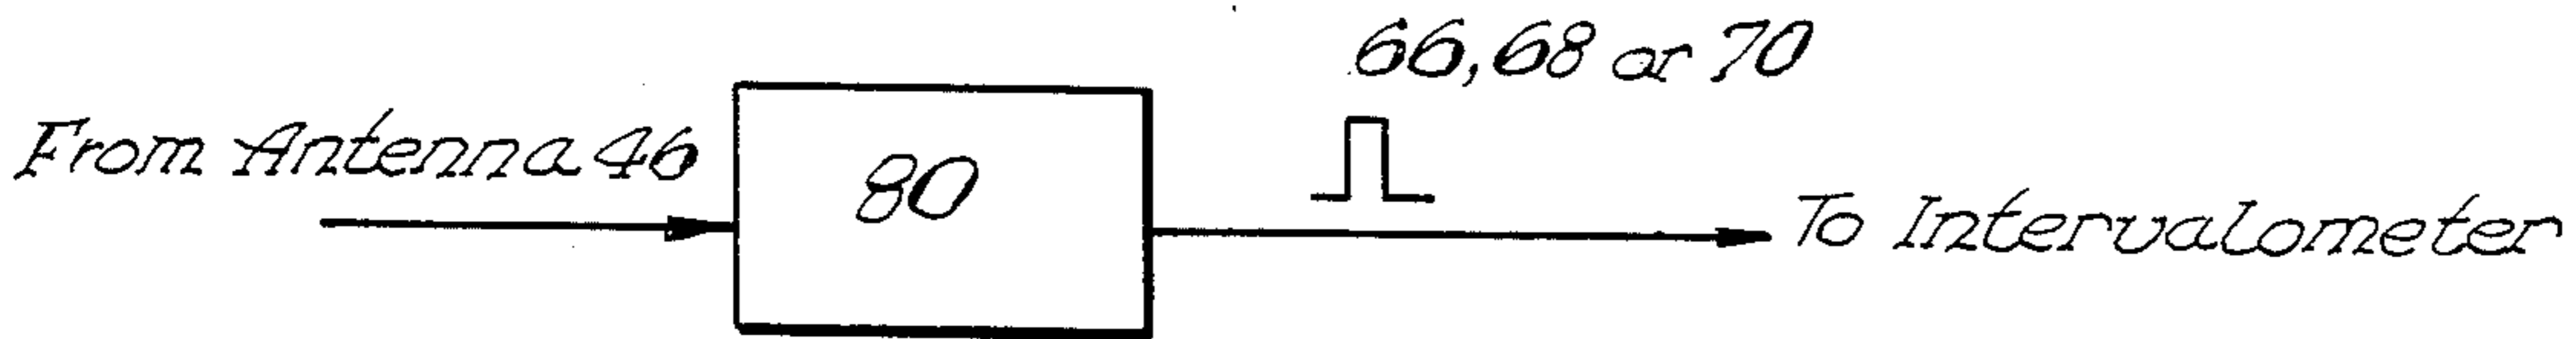 66, 68 or 70
From Antenna 46
80
To Intervalometer